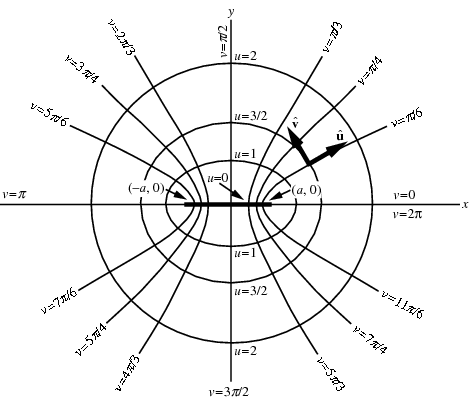 y
v=2π/3
v=π/2
v=π/3
v=3π/4
u=2
v=π/4
v=5π/6
u=3/2
v̂
v=π/6
û
u=1
u=0
(−a, 0)
(a, 0)
v=π
v=0
x
v=2π
u=1
v=7π/6
u=3/2
v=11π/6
v=5π/4
u=2
v=7π/4
v=4π/3
v=5π/3
v=3π/2